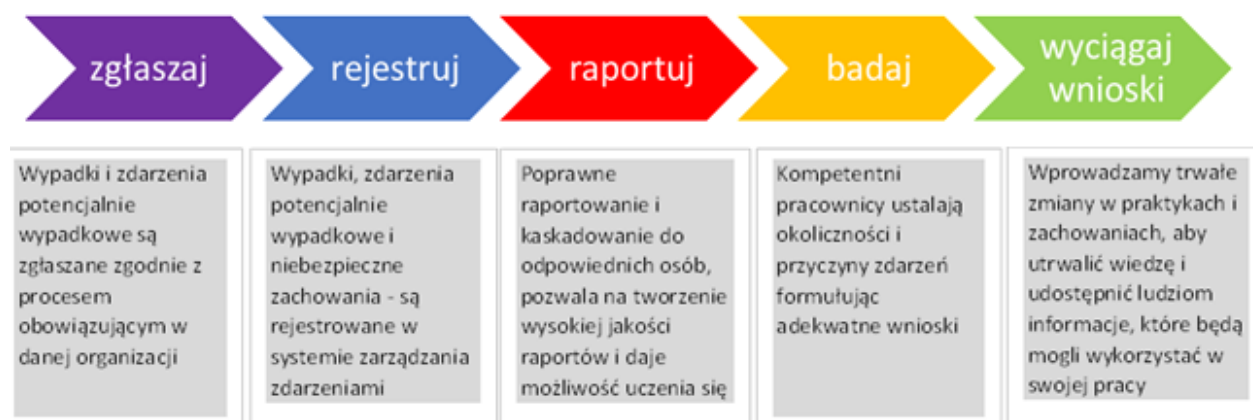 zgłaszaj
rejestruj
raportuj
badaj
wyciągaj
wnioski
Wypadki i zdarzenia
potencjalnie
wypadkowe są
zgłaszane zgodnie z
procesem
obowiązującym w
danej organizacji
Wypadki, zdarzenia
potencjalnie
wypadkowe i
niebezpieczne
zachowania - są
rejestrowane w
systemie zarządzania
zdarzeniami
Poprawne
raportowanie i
kaskadowanie do
odpowiednich osób,
pozwala na tworzenie
wysokiej jakości
raportów i daje
możliwość uczenia się
Kompetentni
pracownicy ustalają
okoliczności i
przyczyny zdarzeń
formułując
adekwatne wnioski
Wprowadzamy trwałe
zmiany w praktykach i
zachowaniach, aby
utrwalić wiedzę i
udostępnić ludziom
informacje, które będą
mogli wykorzystać w
swojej pracy